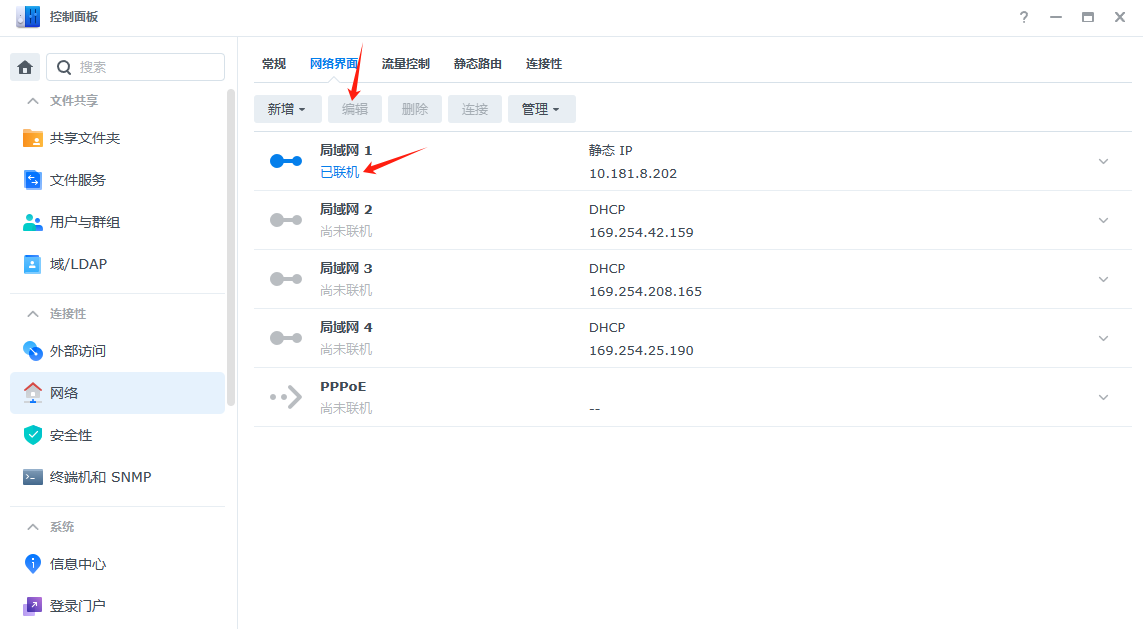 控制面板
搜索
文件共享
共享文件夹
文件服务
用户与群组
域/LDAP
连接性
外部访问
网络
安全性
终端机和 SNMP
系统
信息中心
登录门户
常规 网络界面 流量控制 静态路由 连接性
新增 编辑 删除 连接 管理
局域网 1 静态 IP
已联机 10.181.8.202
局域网 2 DHCP
尚未联机 169.254.42.159
局域网 3 DHCP
尚未联机 169.254.208.165
局域网 4 DHCP
尚未联机 169.254.25.190
PPPoE
尚未联机 --